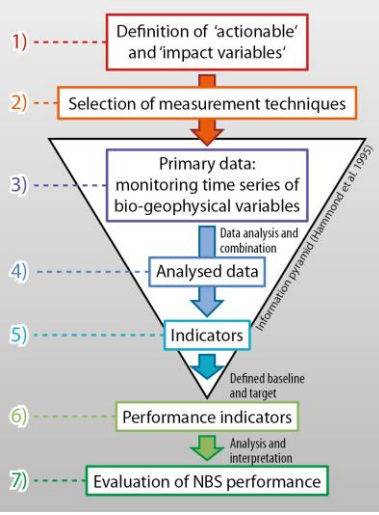 1)
Definition of 'actionable'
and 'impact variables'
2)
Selection of measurement techniques
3)
Primary data:
monitoring time series of
bio-geophysical variables
Information pyramid (Hammond et al. 1995)
Data analysis and
combination
4)
Analysed data
5)
Indicators
Defined baseline
and target
6)
Performance indicators
Analysis and
interpretation
7)
Evaluation of NBS performance